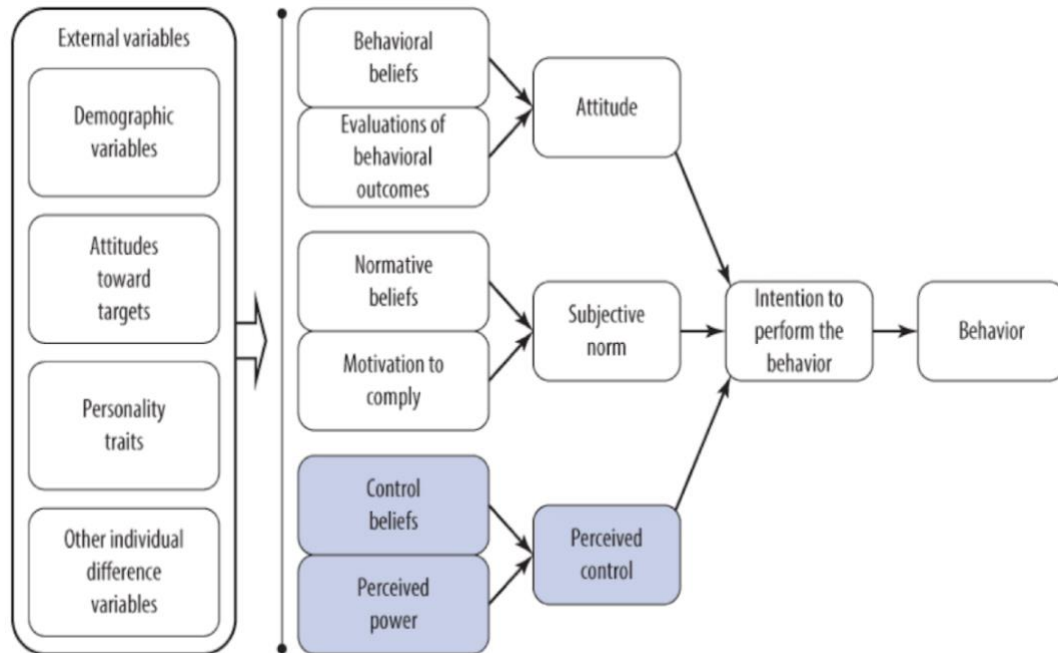 External variables
Demographic
variables
Attitudes
toward
targets
Personality
traits
Other individual
difference
variables
Behavioral
beliefs
Evaluations of
behavioral
outcomes
Normative
beliefs
Motivation to
comply
Control
beliefs
Perceived
power
Attitude
Subjective
norm
Perceived
control
Intention to
perform the
behavior
Behavior